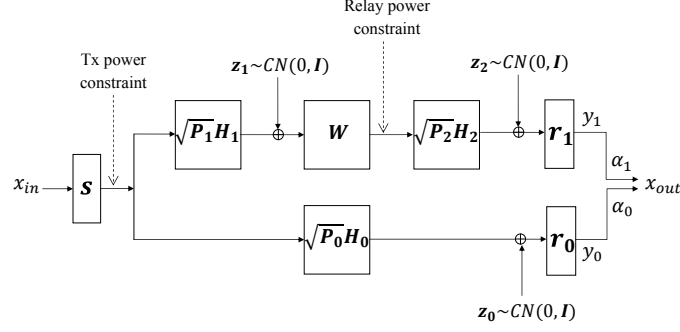 Relay power
constraint
Tx power
constraint
z₁~CN(0,I)
z₂~CN(0,I)
√P₁H₁
W
√P₂H₂
r₁
y₁
α₁
x_in
s
x_out
α₀
√P₀H₀
r₀
y₀
z₀~CN(0,I)